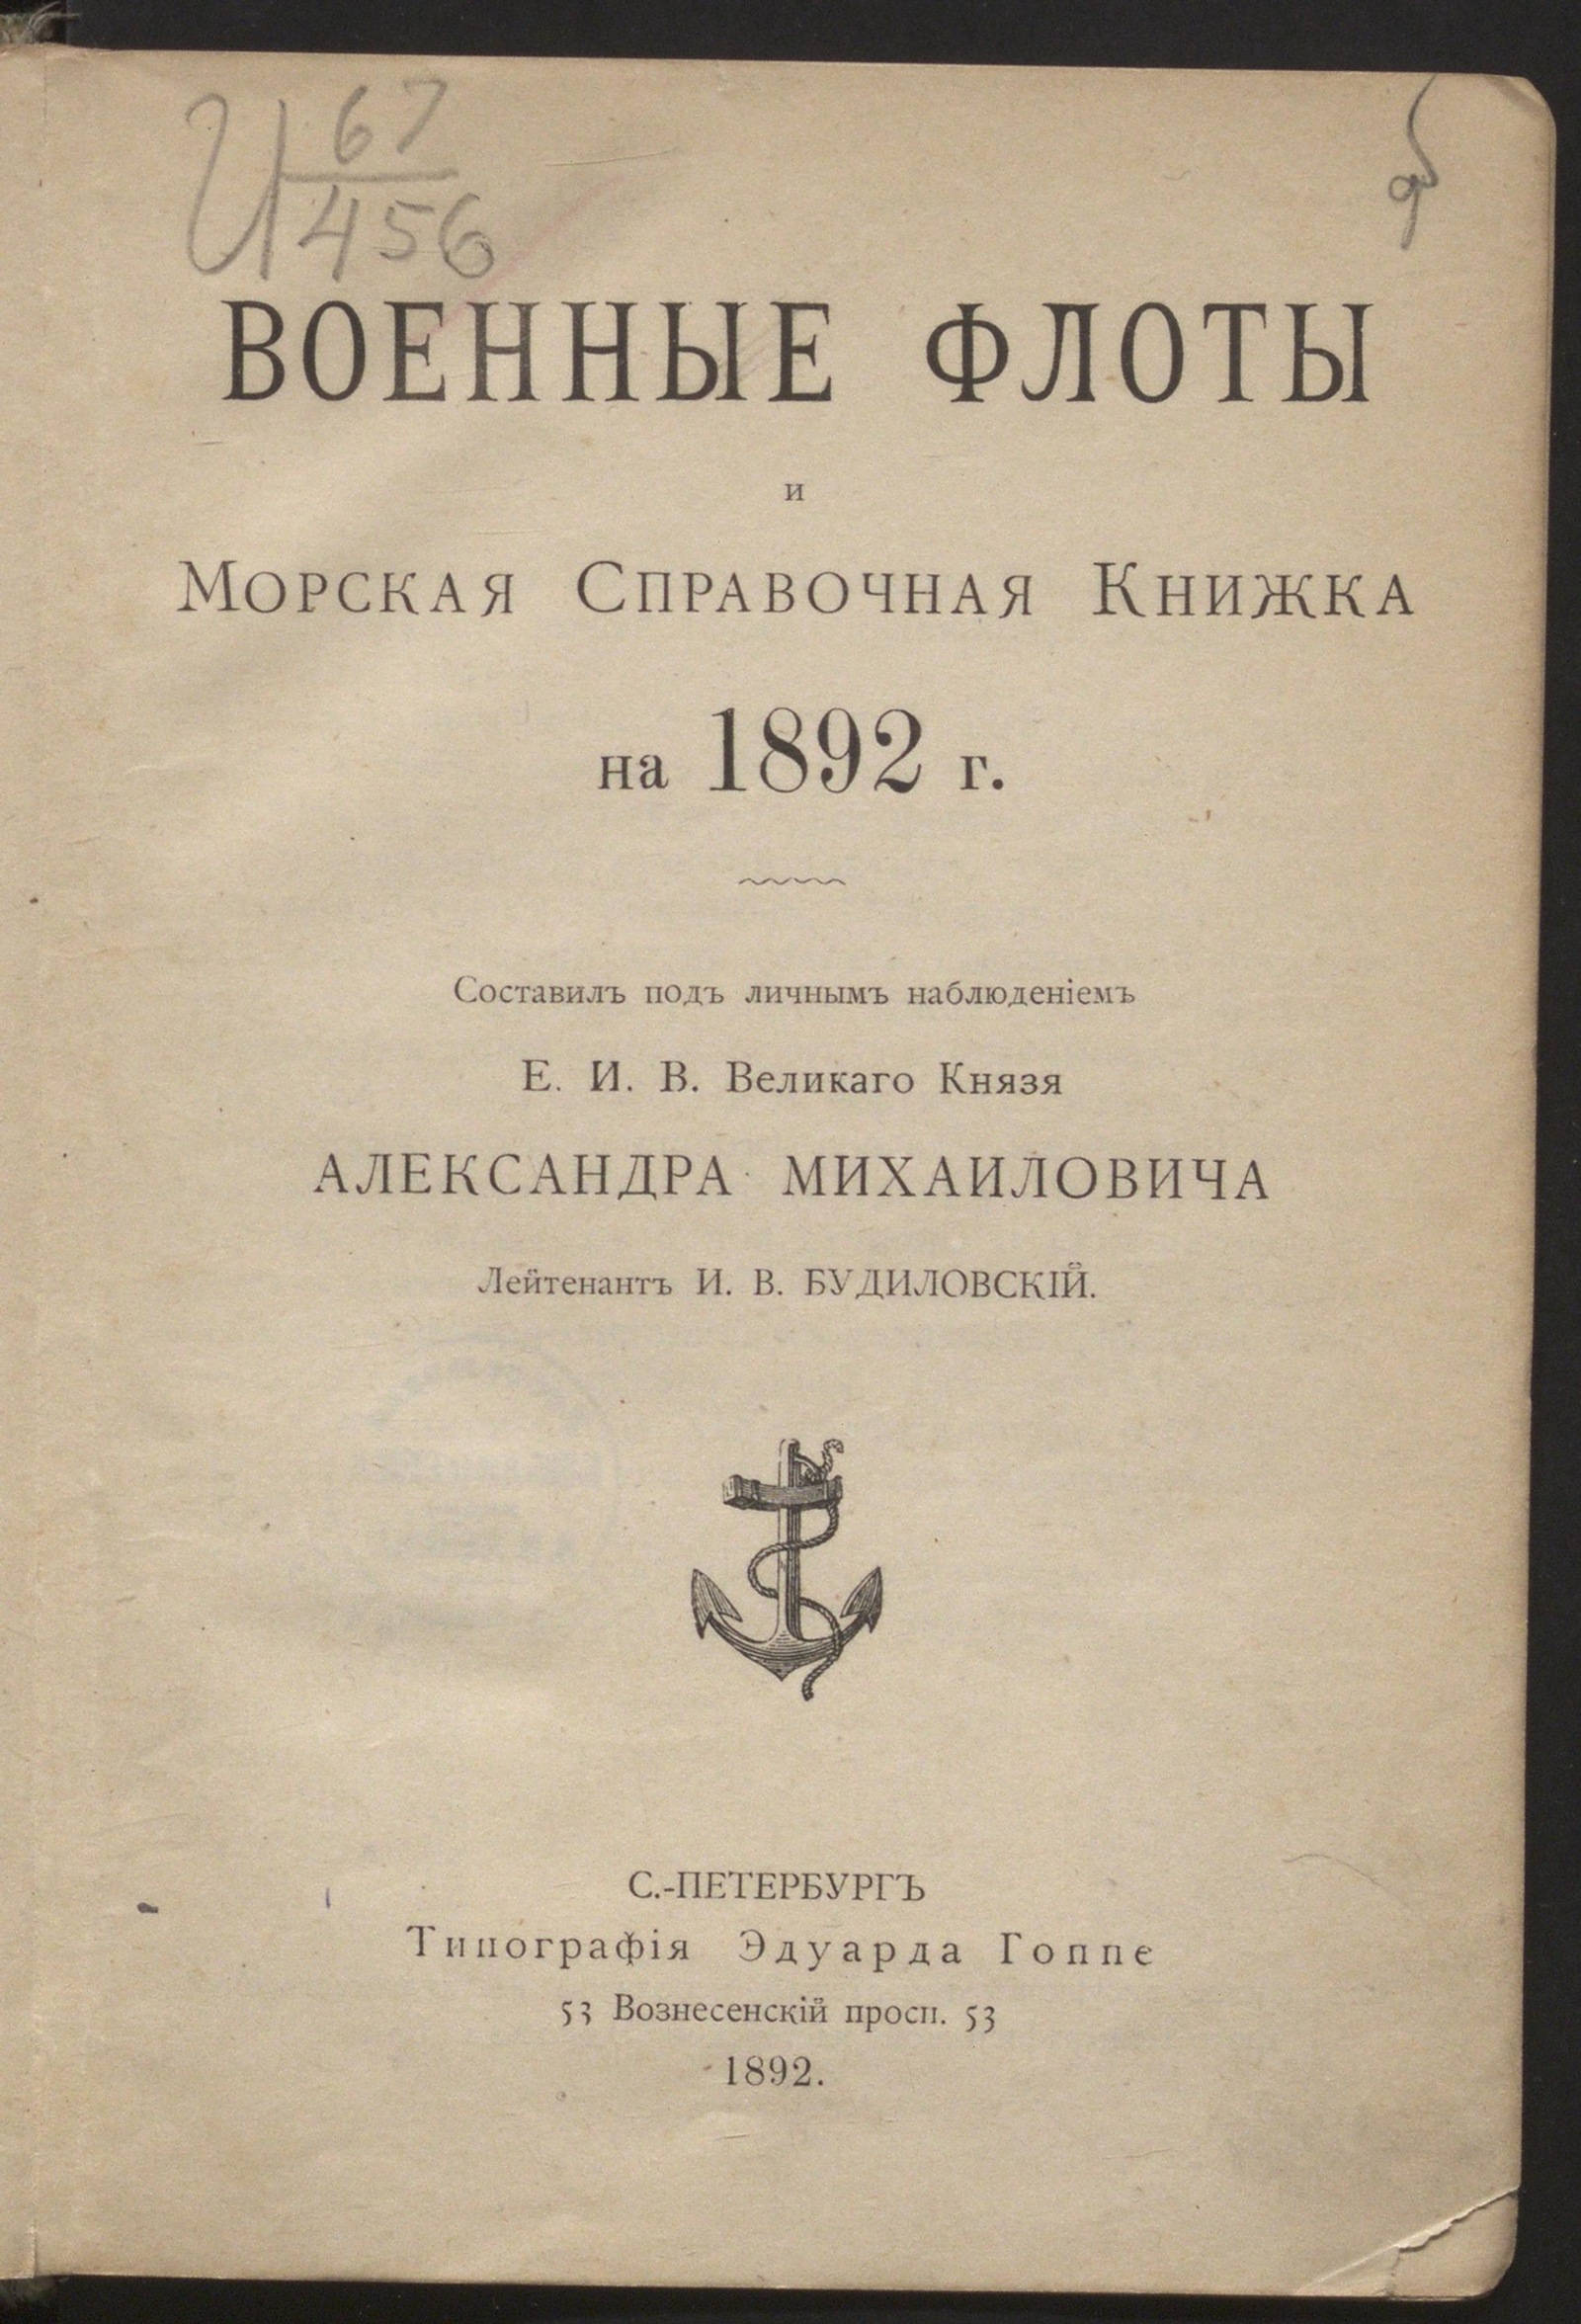 И 67
456
ВОЕННЫЕ ФЛОТЫ
и
Морская Справочная Книжка
на 1892 г.
Составилъ подъ личнымъ наблюденіемъ
Е. И. В. Великаго Князя
АЛЕКСАНДРА МИХАИЛОВИЧА
Лейтенантъ И. В. БУДИЛОВСКІЙ.
С.-ПЕТЕРБУРГЪ
Типографія Эдуарда Гоппе
53 Вознесенскій просп. 53
1892.